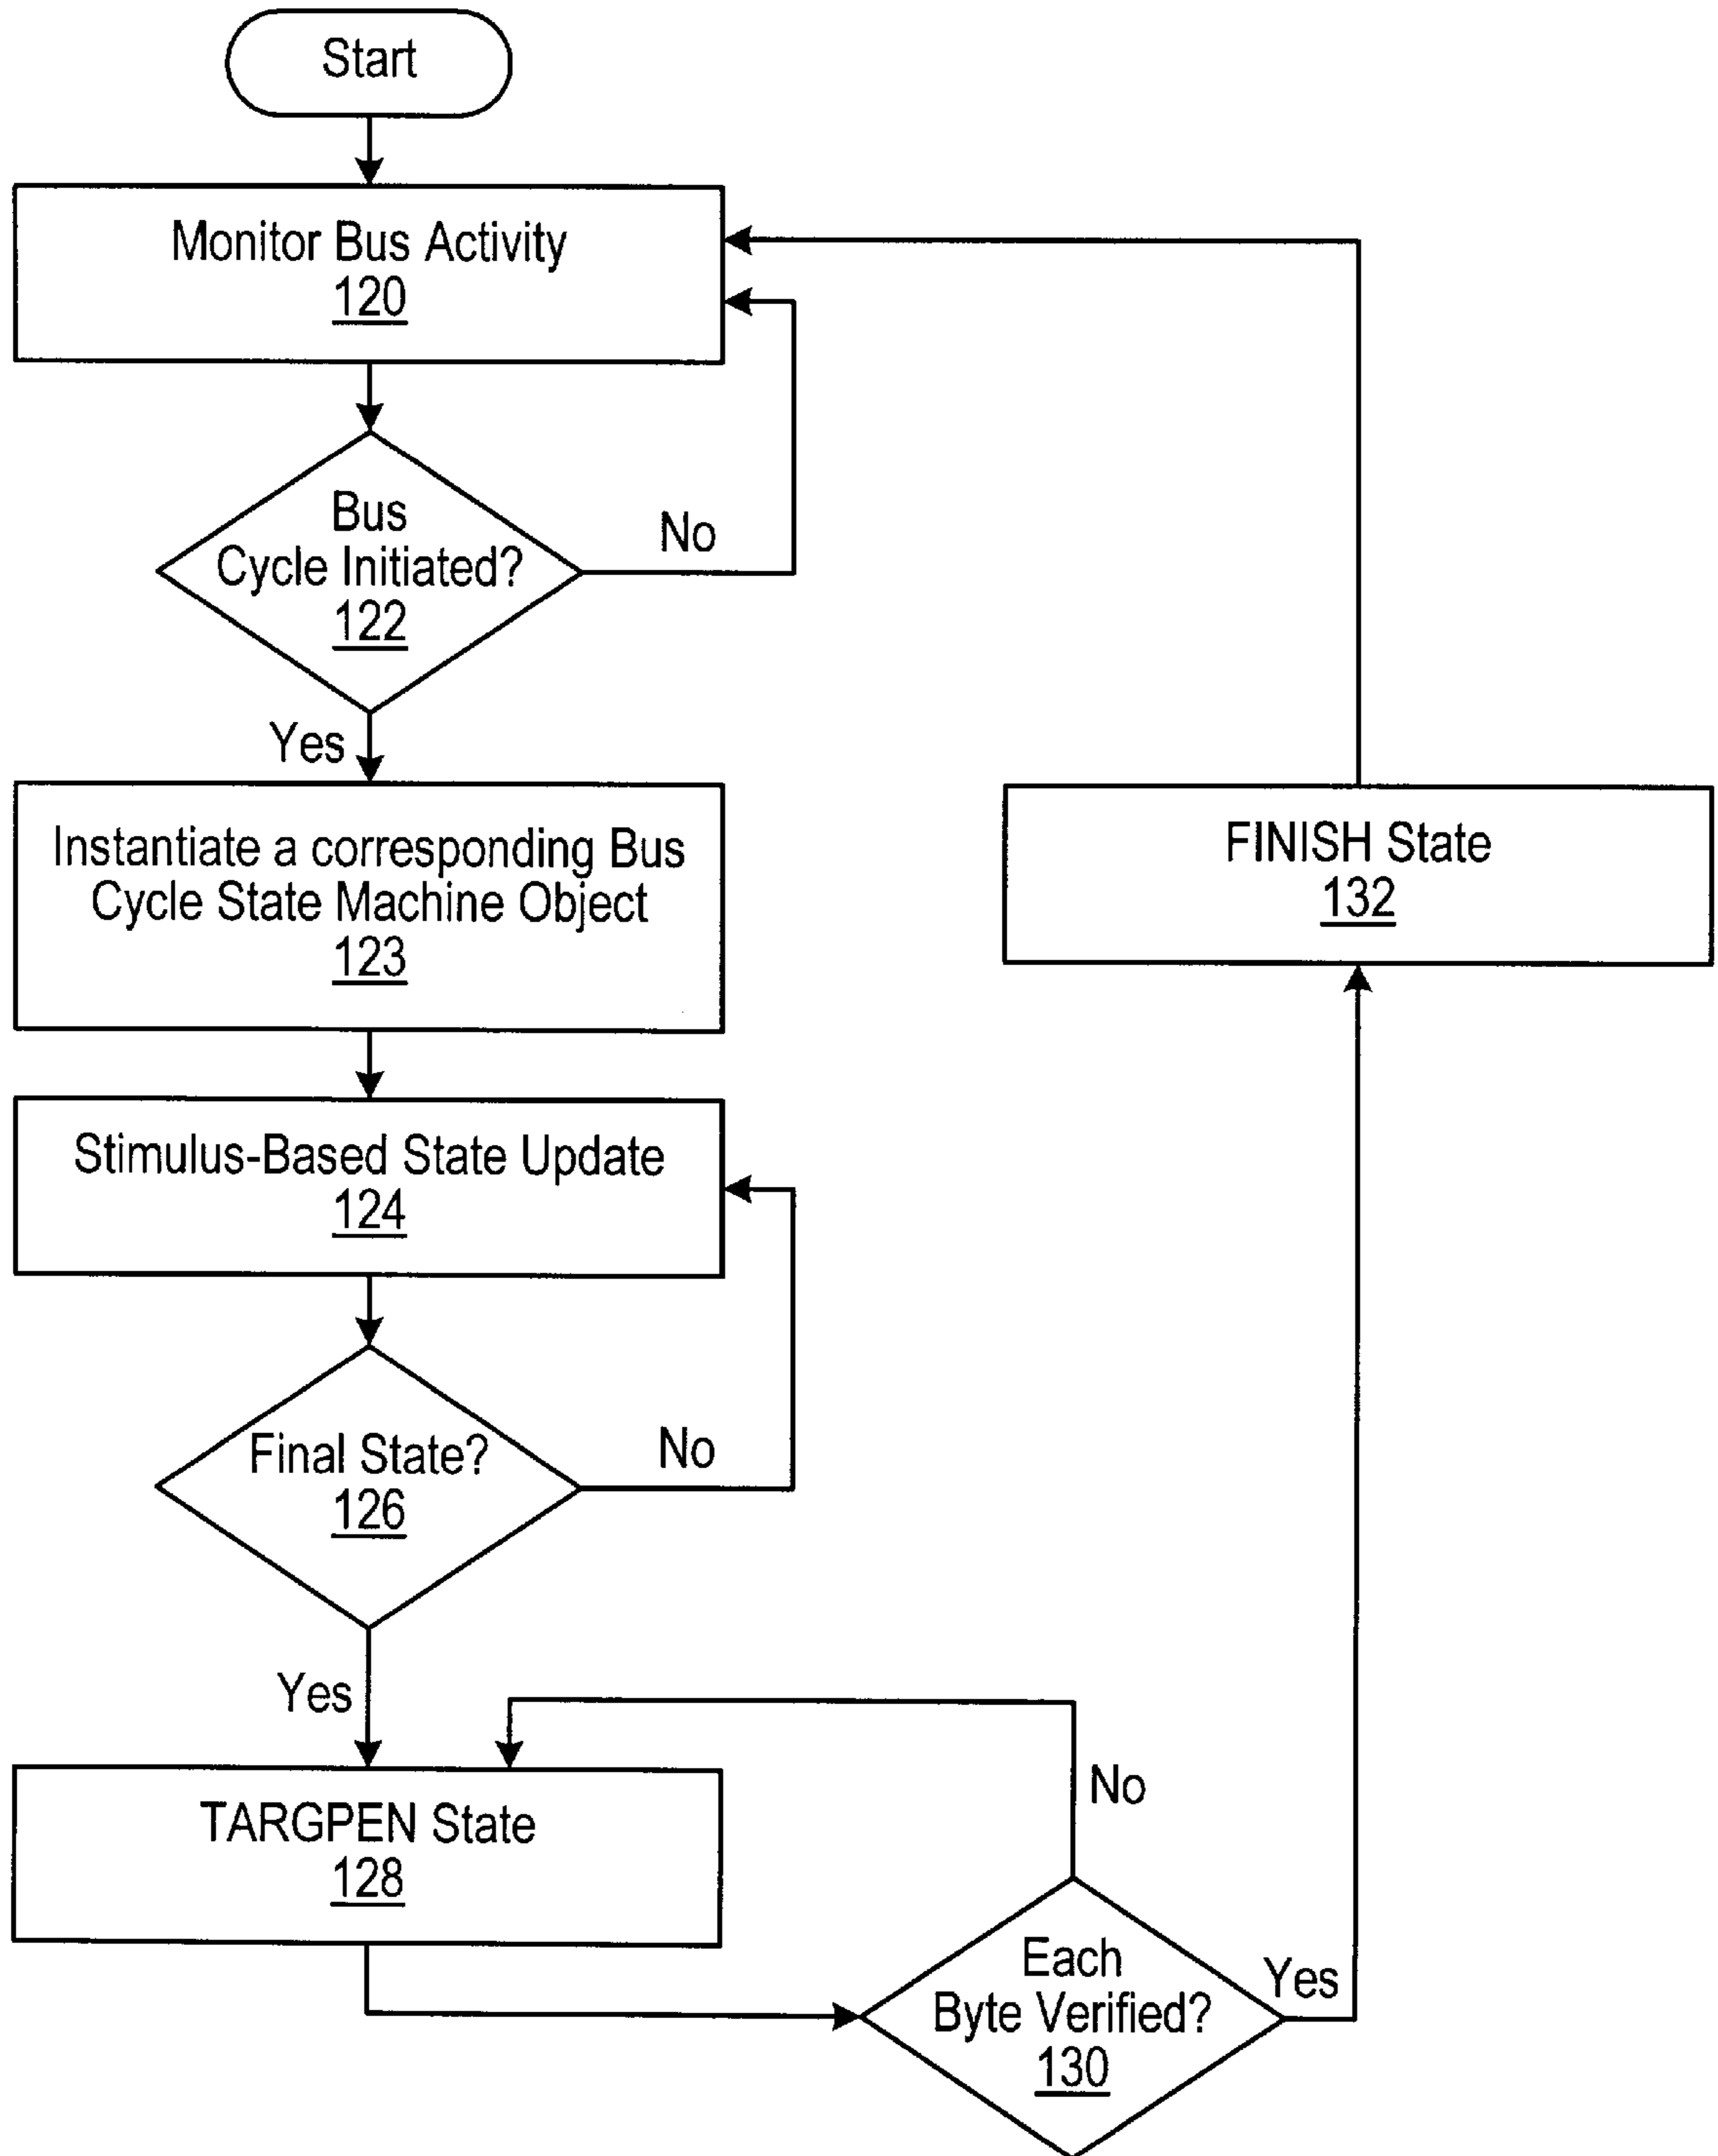 Start
Monitor Bus Activity
120
Bus
Cycle Initiated?
122
No
Yes
Instantiate a corresponding Bus
Cycle State Machine Object
123
FINISH State
132
Stimulus-Based State Update
124
Final State?
126
No
Yes
TARGPEN State
128
No
Each
Byte Verified?
130
Yes